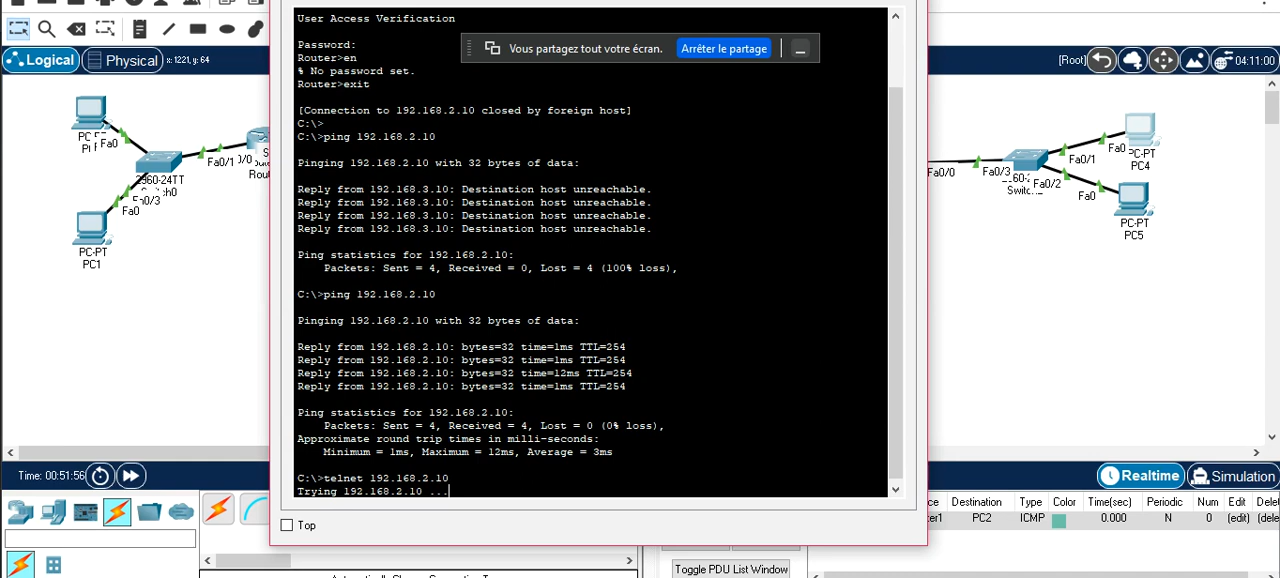 User Access Verification
Password:
Vous partagez tout votre écran.
Arrêter le partage
Router>en
% No password set.
Router>exit
[Connection to 192.168.2.10 closed by foreign host]
C:\>
C:\>ping 192.168.2.10
Pinging 192.168.2.10 with 32 bytes of data:
Reply from 192.168.3.10: Destination host unreachable.
Reply from 192.168.3.10: Destination host unreachable.
Reply from 192.168.3.10: Destination host unreachable.
Reply from 192.168.3.10: Destination host unreachable.
Ping statistics for 192.168.2.10:
Packets: Sent = 4, Received = 0, Lost = 4 (100% loss),
C:\>ping 192.168.2.10
Pinging 192.168.2.10 with 32 bytes of data:
Reply from 192.168.2.10: bytes=32 time=1ms TTL=254
Reply from 192.168.2.10: bytes=32 time=1ms TTL=254
Reply from 192.168.2.10: bytes=32 time=12ms TTL=254
Reply from 192.168.2.10: bytes=32 time=1ms TTL=254
Ping statistics for 192.168.2.10:
Packets: Sent = 4, Received = 4, Lost = 0 (0% loss),
Approximate round trip times in milli-seconds:
Minimum = 1ms, Maximum = 12ms, Average = 3ms
C:\>telnet 192.168.2.10
Trying 192.168.2.10 ...
Top
Logical
Physical
x: 1221, y: 64
[Root]
04:11:00
Fa0
Fa0/1
2960-24TT
Fa0/3
Fa0
PC-PT
PC1
Fa0/0
Fa0/3
Fa0/1
Fa0/2
Fa0
PC-PT
PC4
Fa0
PC-PT
PC5
Time: 00:51:56
Realtime
Simulation
Destination
Type
Color
Time(sec)
Periodic
Num
Edit
PC2
ICMP
0.000
N
0
(edit)
Toggle PDU List Window